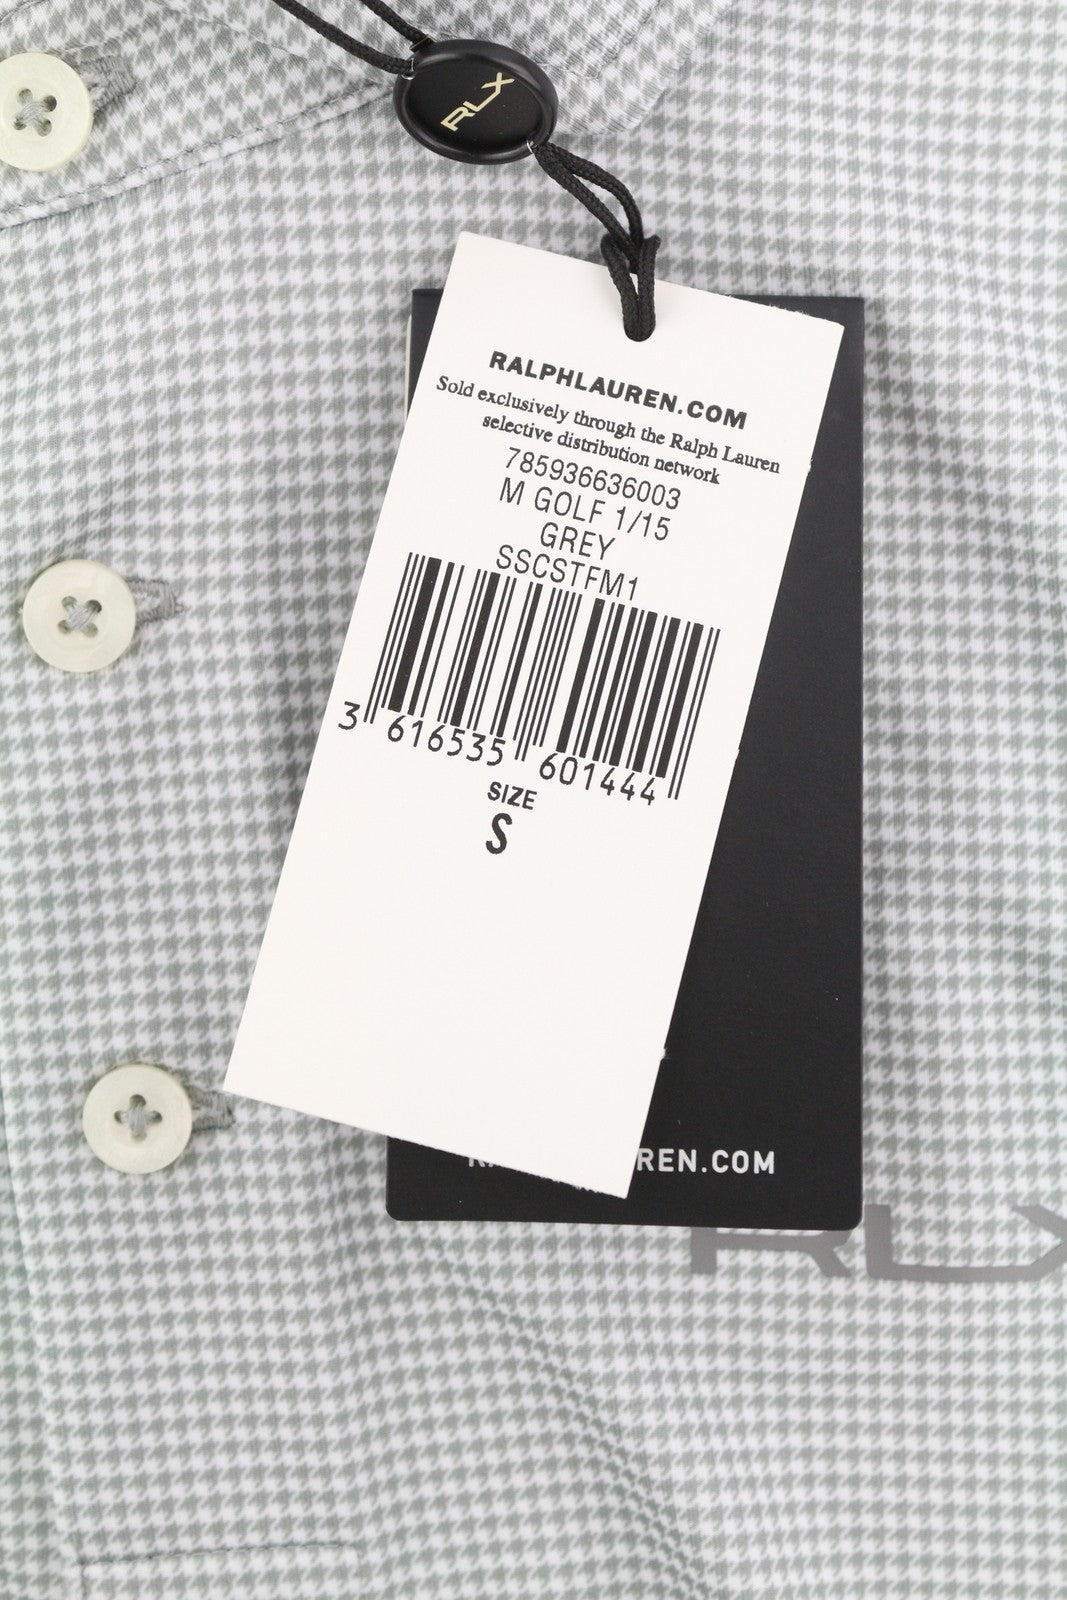 RLX
RALPHLAUREN.COM
Sold exclusively through the Ralph Lauren
selective distribution network
785936636003
M GOLF 1/15
GREY
SSCSTFM1
3 616535 601444
SIZE
S
REN.COM
RLX